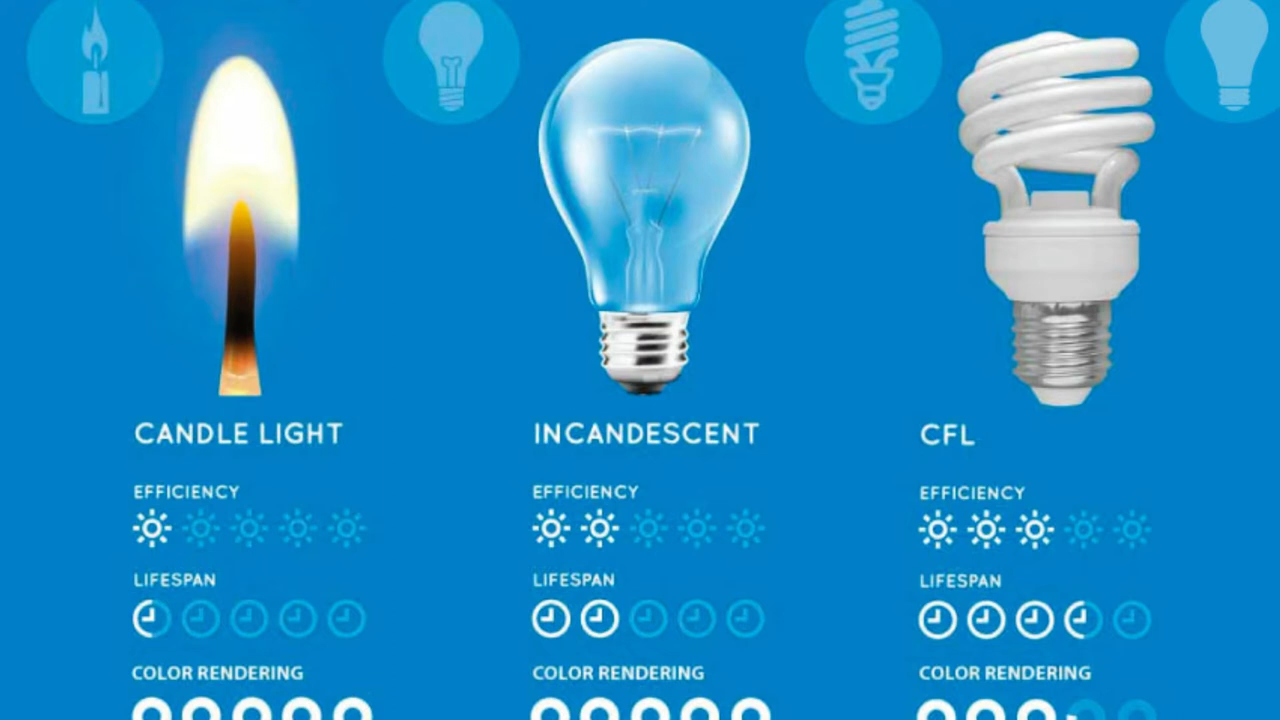 CANDLE LIGHT
EFFICIENCY
LIFESPAN
COLOR RENDERING
INCANDESCENT
EFFICIENCY
LIFESPAN
COLOR RENDERING
CFL
EFFICIENCY
LIFESPAN
COLOR RENDERING